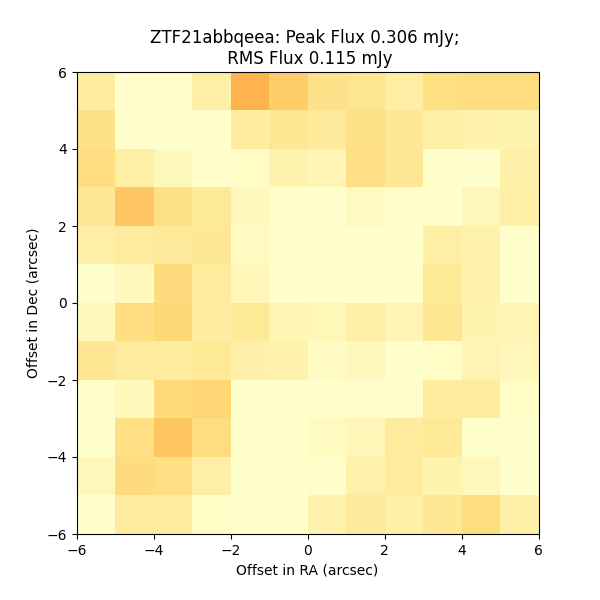 ZTF21abbqeea: Peak Flux 0.306 mJy;
RMS Flux 0.115 mJy
6
4
2
0
−2
−4
−6
Offset in Dec (arcsec)
−6 −4 −2 0 2 4 6
Offset in RA (arcsec)